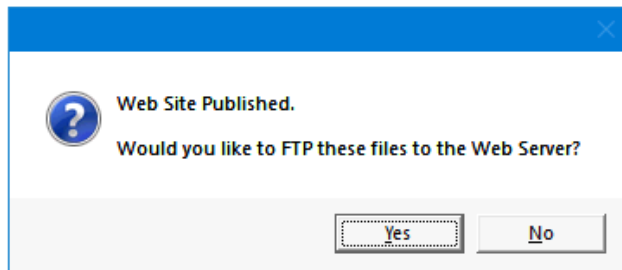 Web Site Published.
Would you like to FTP these files to the Web Server?
Yes
No